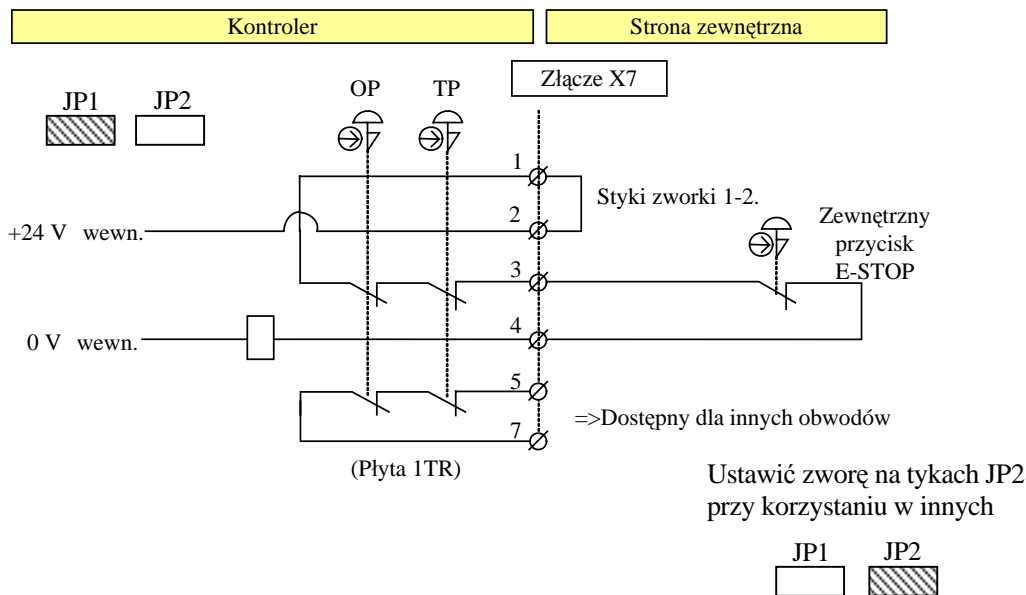 Kontroler
Strona zewnętrzna
Złącze X7
OP
TP
JP1
JP2
1
Styki zworki 1-2.
2
+24 V wewn.
Zewnętrzny
przycisk
E-STOP
3
4
0 V wewn.
5
=>Dostępny dla innych obwodów
7
(Płyta 1TR)
Ustawić zworę na tykach JP2
przy korzystaniu w innych
JP1
JP2